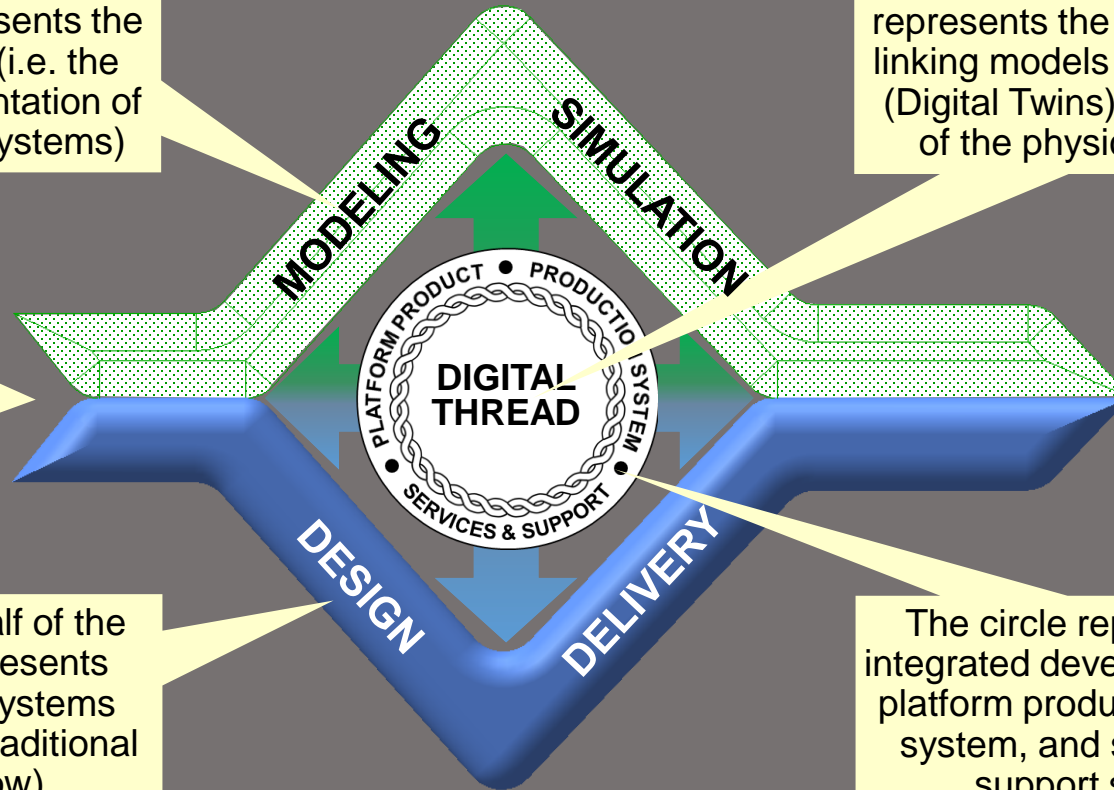 sents the
(i.e. the
ntation of
ystems)
represents the
linking models
(Digital Twins)
of the physic
MODELING
SIMULATION
PLATFORM PRODUCT • PRODUCTION SYSTEM • SERVICES & SUPPORT •
DIGITAL
THREAD
DESIGN
DELIVERY
alf of the
resents
ystems
aditional
ow)
The circle rep
integrated deve
platform produ
system, and s
support s